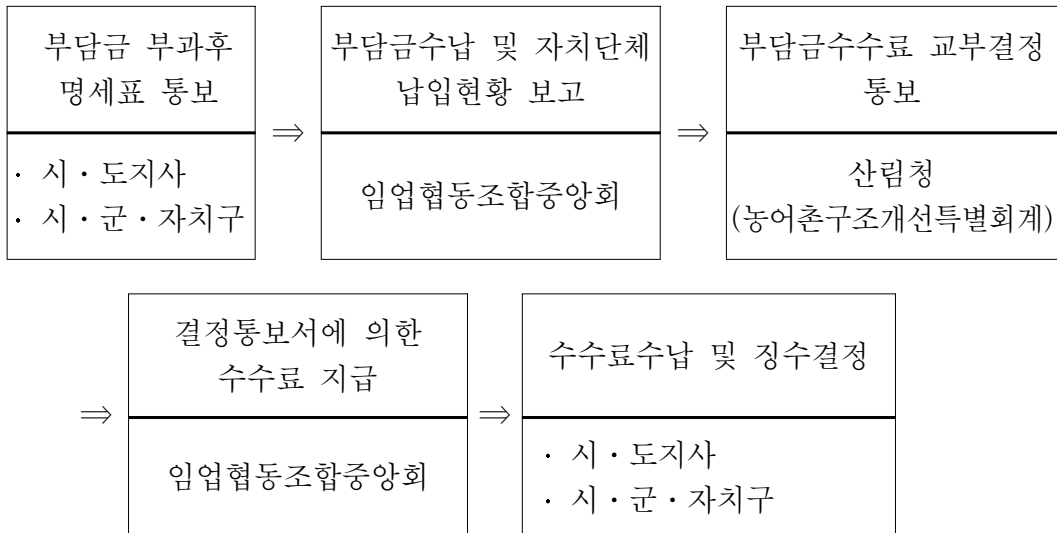 부담금 부과후
명세표 통보
· 시·도지사
· 시·군·자치구
⇒
부담금수납 및 자치단체
납입현황 보고
임업협동조합중앙회
⇒
부담금수수료 교부결정
통보
산림청
(농어촌구조개선특별회계)
⇒
결정통보서에 의한
수수료 지급
임업협동조합중앙회
⇒
수수료수납 및 징수결정
· 시·도지사
· 시·군·자치구